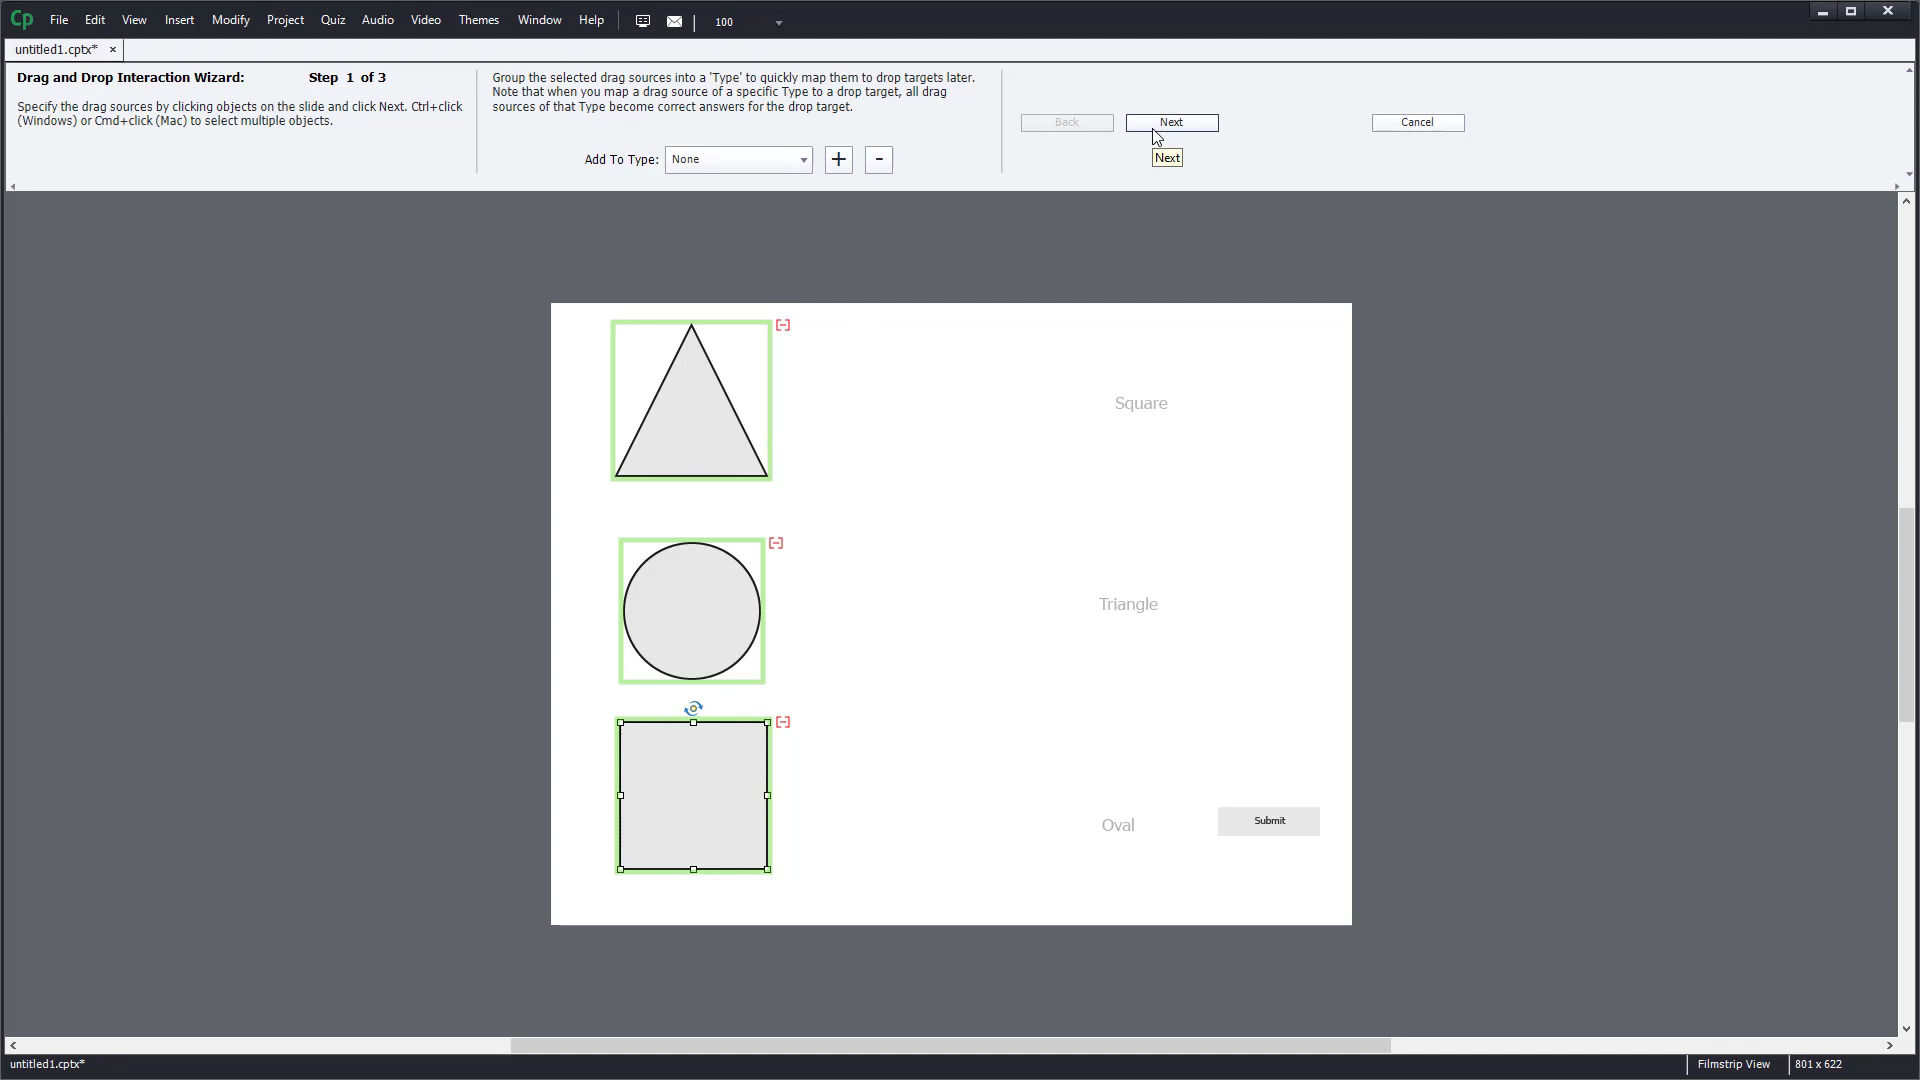 Cp File Edit View Insert Modify Project Quiz Audio Video Themes Window Help 100
untitled1.cptx* ×
Drag and Drop Interaction Wizard: Step 1 of 3
Specify the drag sources by clicking objects on the slide and click Next. Ctrl+click
(Windows) or Cmd+click (Mac) to select multiple objects.
Group the selected drag sources into a 'Type' to quickly map them to drop targets later.
Note that when you map a drag source of a specific Type to a drop target, all drag
sources of that Type become correct answers for the drop target.
Add To Type: None + -
Back Next Cancel
Next
Square
Triangle
Oval
Submit
untitled1.cptx* Filmstrip View 801 x 622